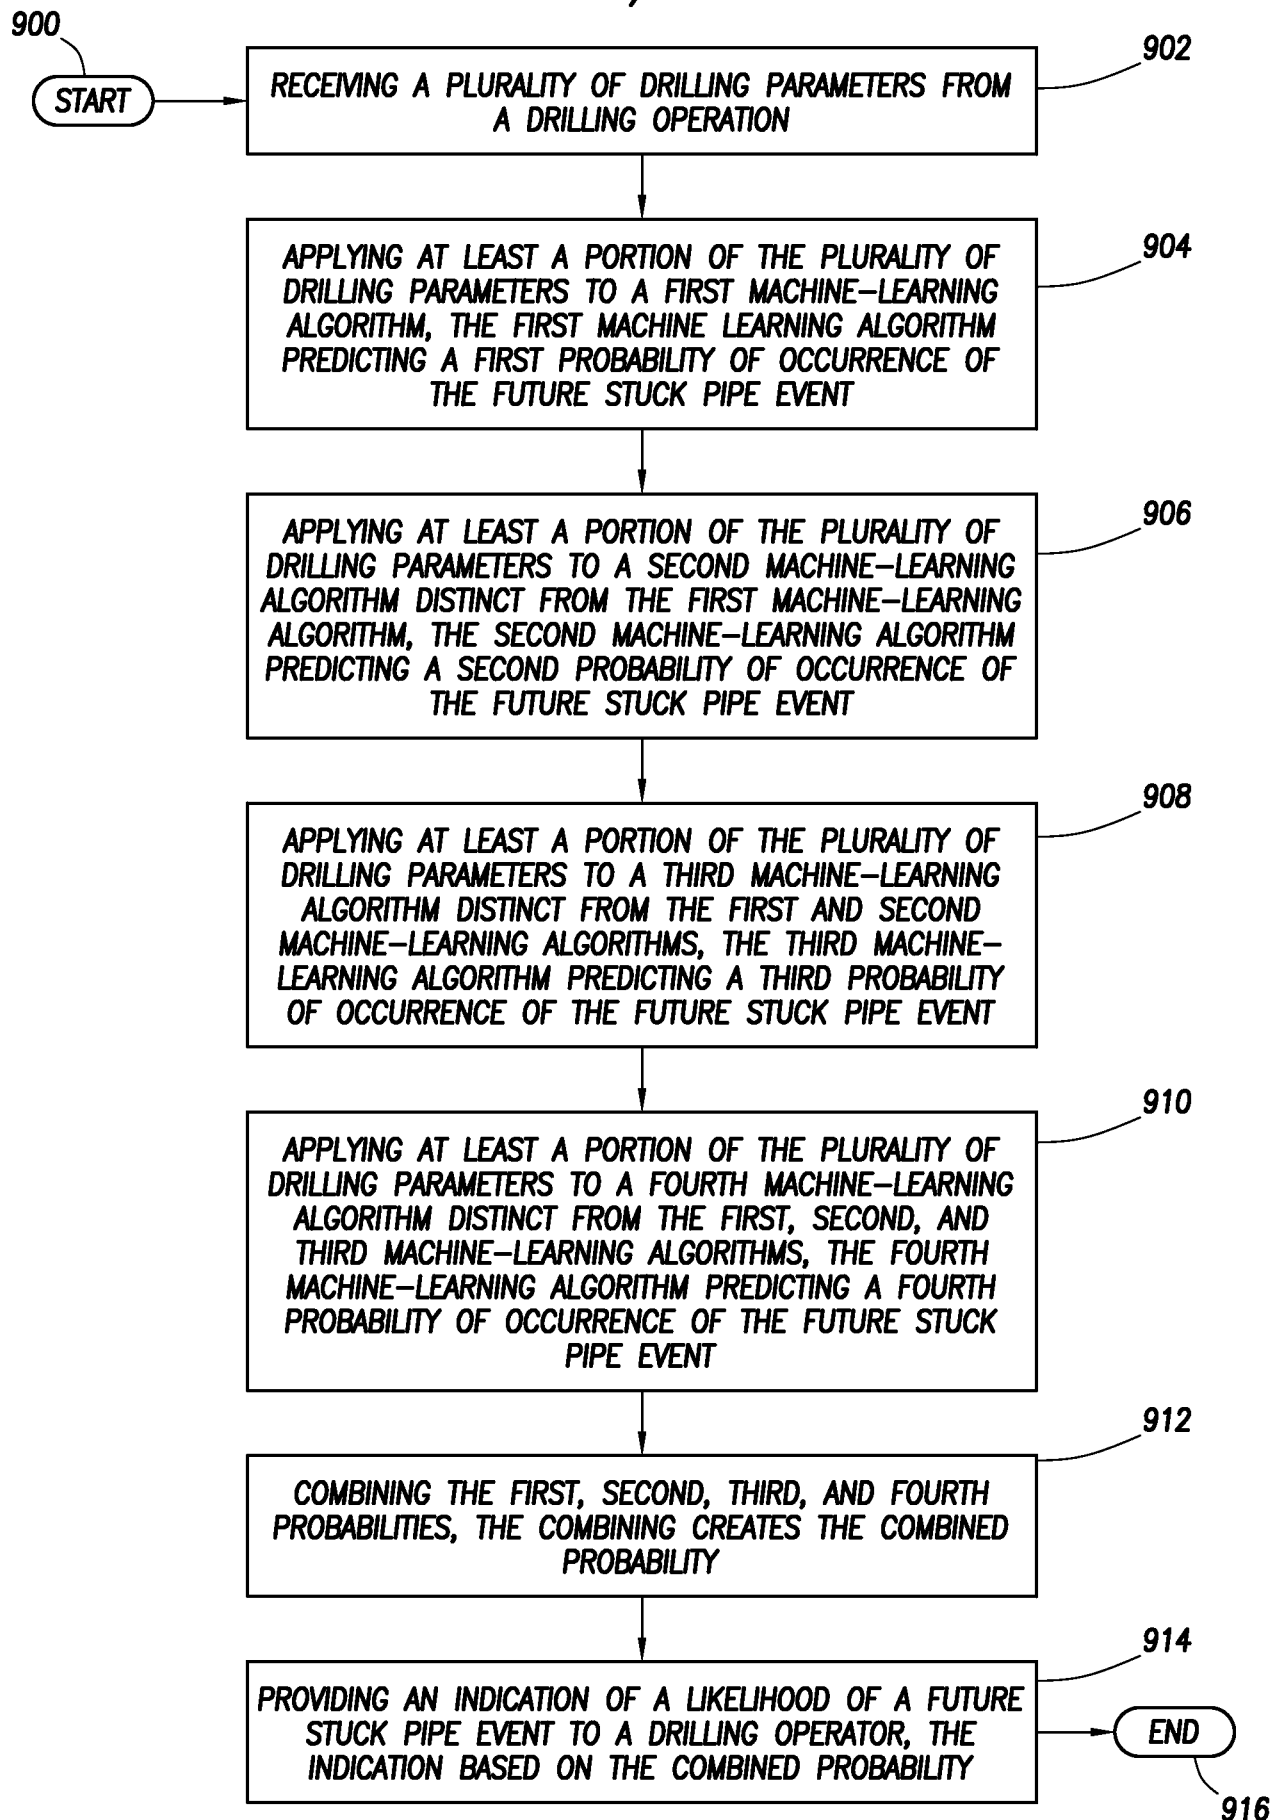 900
START
902
RECEIVING A PLURALITY OF DRILLING PARAMETERS FROM
A DRILLING OPERATION
904
APPLYING AT LEAST A PORTION OF THE PLURALITY OF
DRILLING PARAMETERS TO A FIRST MACHINE-LEARNING
ALGORITHM, THE FIRST MACHINE LEARNING ALGORITHM
PREDICTING A FIRST PROBABILITY OF OCCURRENCE OF
THE FUTURE STUCK PIPE EVENT
906
APPLYING AT LEAST A PORTION OF THE PLURALITY OF
DRILLING PARAMETERS TO A SECOND MACHINE-LEARNING
ALGORITHM DISTINCT FROM THE FIRST MACHINE-LEARNING
ALGORITHM, THE SECOND MACHINE-LEARNING ALGORITHM
PREDICTING A SECOND PROBABILITY OF OCCURRENCE OF
THE FUTURE STUCK PIPE EVENT
908
APPLYING AT LEAST A PORTION OF THE PLURALITY OF
DRILLING PARAMETERS TO A THIRD MACHINE-LEARNING
ALGORITHM DISTINCT FROM THE FIRST AND SECOND
MACHINE-LEARNING ALGORITHMS, THE THIRD MACHINE-
LEARNING ALGORITHM PREDICTING A THIRD PROBABILITY
OF OCCURRENCE OF THE FUTURE STUCK PIPE EVENT
910
APPLYING AT LEAST A PORTION OF THE PLURALITY OF
DRILLING PARAMETERS TO A FOURTH MACHINE-LEARNING
ALGORITHM DISTINCT FROM THE FIRST, SECOND, AND
THIRD MACHINE-LEARNING ALGORITHMS, THE FOURTH
MACHINE-LEARNING ALGORITHM PREDICTING A FOURTH
PROBABILITY OF OCCURRENCE OF THE FUTURE STUCK
PIPE EVENT
912
COMBINING THE FIRST, SECOND, THIRD, AND FOURTH
PROBABILITIES, THE COMBINING CREATES THE COMBINED
PROBABILITY
914
PROVIDING AN INDICATION OF A LIKELIHOOD OF A FUTURE
STUCK PIPE EVENT TO A DRILLING OPERATOR, THE
INDICATION BASED ON THE COMBINED PROBABILITY
END
916